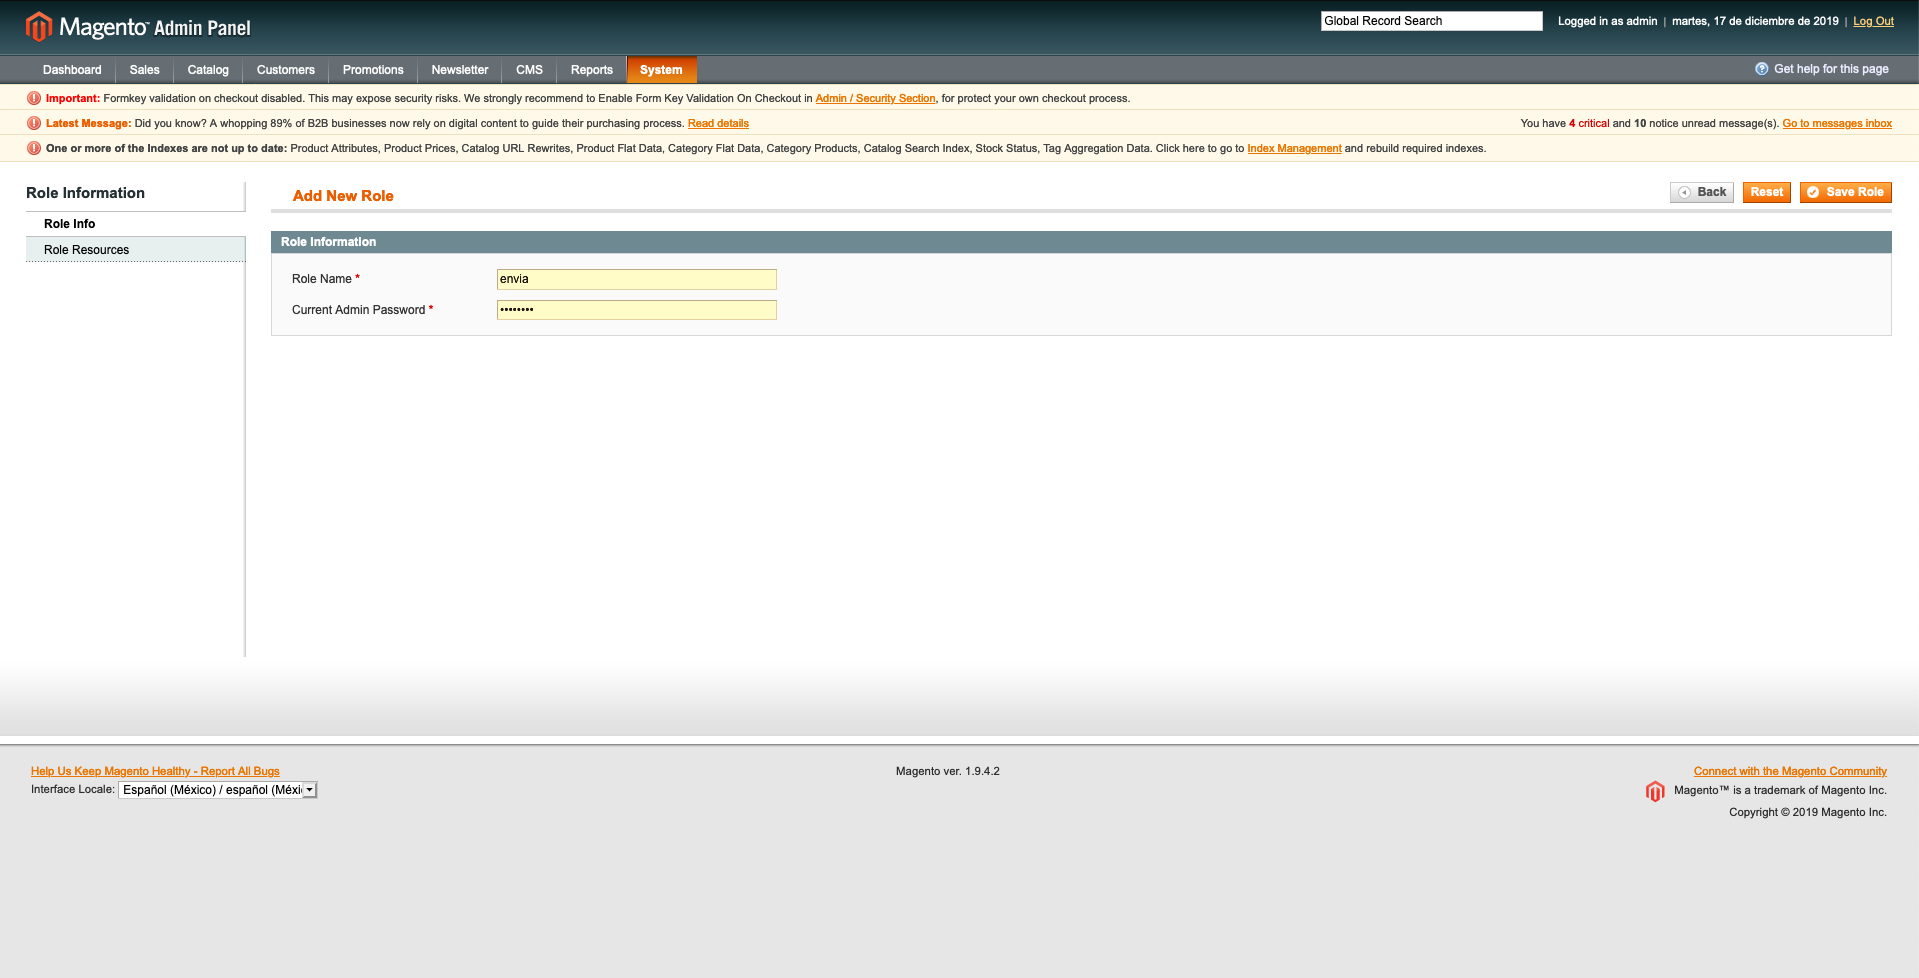 Magento™ Admin Panel
Global Record Search
Logged in as admin | martes, 17 de diciembre de 2019 | Log Out
Dashboard Sales Catalog Customers Promotions Newsletter CMS Reports System
Get help for this page
Important: Formkey validation on checkout disabled. This may expose security risks. We strongly recommend to Enable Form Key Validation On Checkout in Admin / Security Section, for protect your own checkout process.
Latest Message: Did you know? A whopping 89% of B2B businesses now rely on digital content to guide their purchasing process. Read details
You have 4 critical and 10 notice unread message(s). Go to messages inbox
One or more of the Indexes are not up to date: Product Attributes, Product Prices, Catalog URL Rewrites, Product Flat Data, Category Flat Data, Category Products, Catalog Search Index, Stock Status, Tag Aggregation Data. Click here to go to Index Management and rebuild required indexes.
Role Information
Role Info
Role Resources
Add New Role
Back Reset Save Role
Role Information
Role Name * envia
Current Admin Password * ••••••••
Help Us Keep Magento Healthy - Report All Bugs
Interface Locale: Español (México) / español (Méxi
Magento ver. 1.9.4.2
Connect with the Magento Community
Magento™ is a trademark of Magento Inc.
Copyright © 2019 Magento Inc.